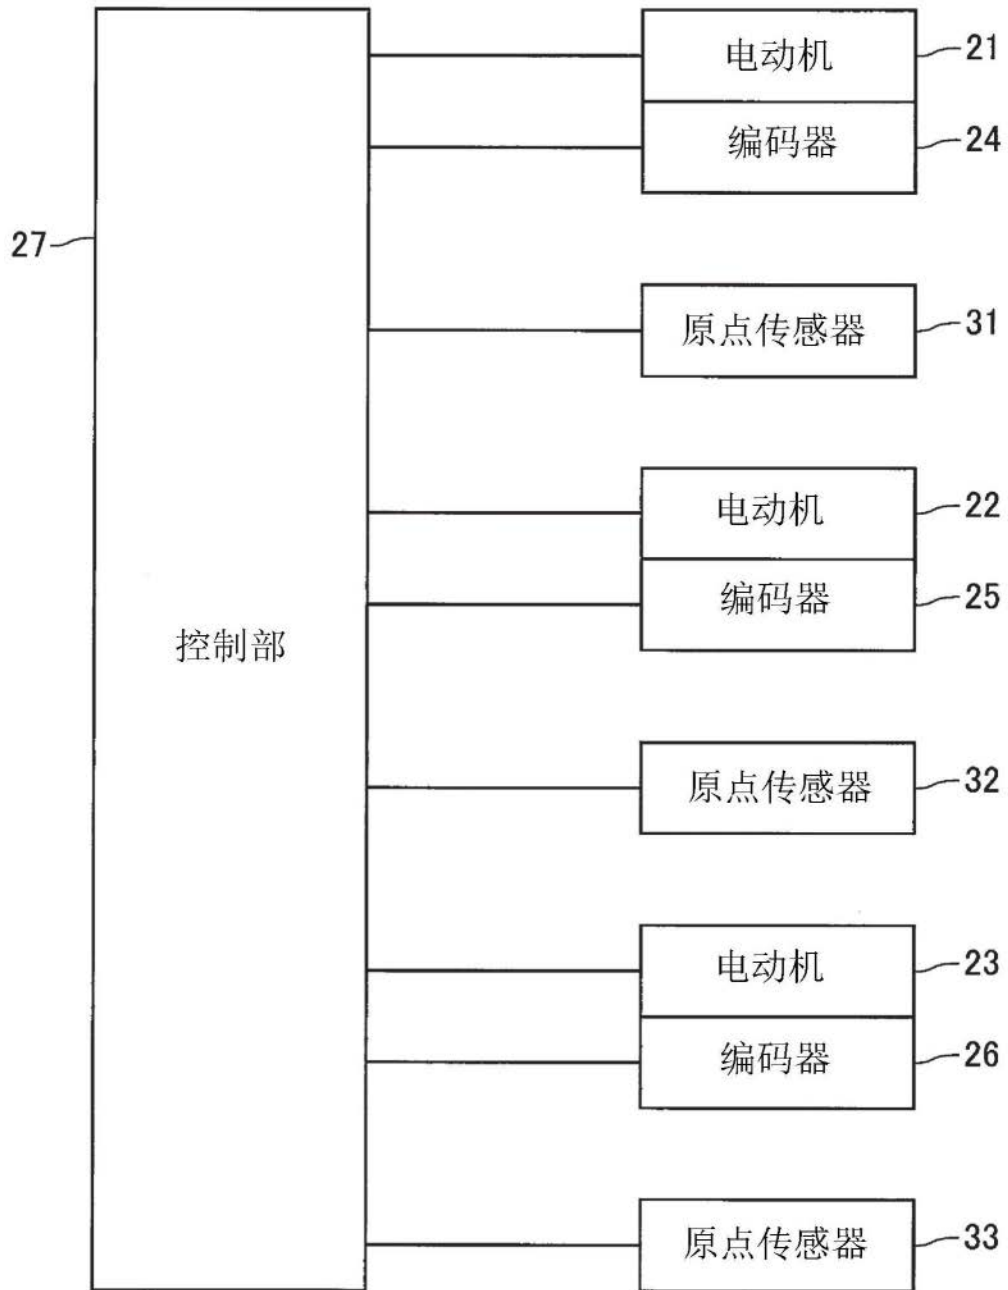 电动机 21
编码器 24
27
原点传感器 31
电动机 22
编码器 25
控制部
原点传感器 32
电动机 23
编码器 26
原点传感器 33